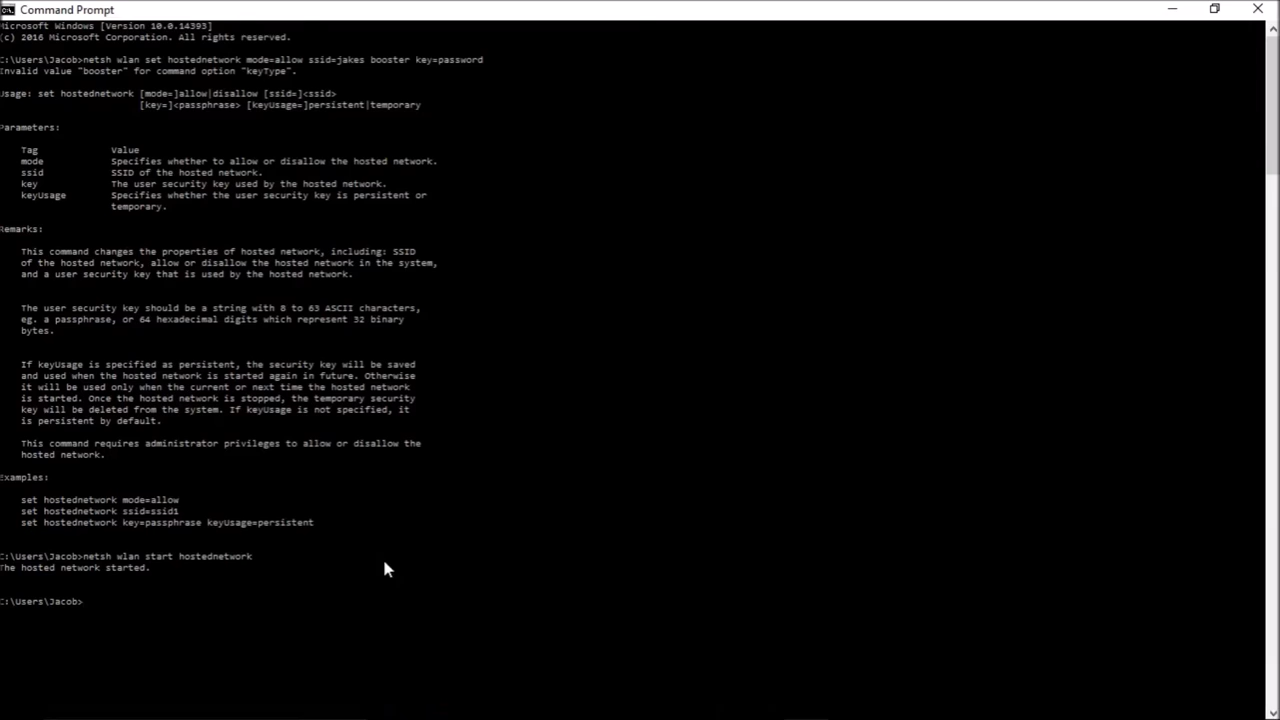 Command Prompt
Microsoft Windows [Version 10.0.14393]
(c) 2016 Microsoft Corporation. All rights reserved.
C:\Users\Jacob>netsh wlan set hostednetwork mode=allow ssid=jakes booster key=password
Invalid value "booster" for command option "keyType".
Usage: set hostednetwork [mode=]allow|disallow [ssid=]<ssid>
[key=]<passphrase> [keyUsage=]persistent|temporary
Parameters:
Tag Value
mode Specifies whether to allow or disallow the hosted network.
ssid SSID of the hosted network.
key The user security key used by the hosted network.
keyUsage Specifies whether the user security key is persistent or
temporary.
Remarks:
This command changes the properties of hosted network, including: SSID
of the hosted network, allow or disallow the hosted network in the system,
and a user security key that is used by the hosted network.
The user security key should be a string with 8 to 63 ASCII characters,
eg. a passphrase, or 64 hexadecimal digits which represent 32 binary
bytes.
If keyUsage is specified as persistent, the security key will be saved
and used when the hosted network is started again in future. Otherwise
it will be used only when the current or next time the hosted network
is started. Once the hosted network is stopped, the temporary security
key will be deleted from the system. If keyUsage is not specified, it
is persistent by default.
This command requires administrator privileges to allow or disallow the
hosted network.
Examples:
set hostednetwork mode=allow
set hostednetwork ssid=ssid1
set hostednetwork key=passphrase keyUsage=persistent
C:\Users\Jacob>netsh wlan start hostednetwork
The hosted network started.
C:\Users\Jacob>